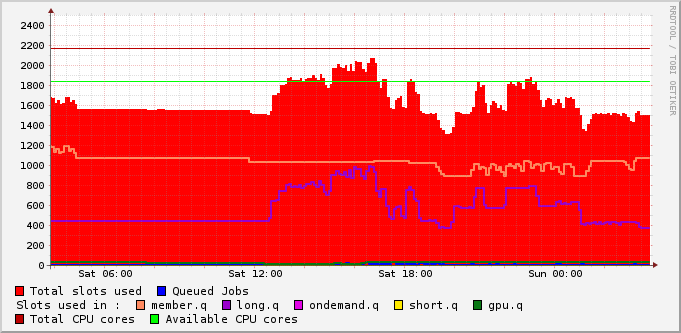 RRDTOOL / TOBI OETIKER
2400
2200
2000
1800
1600
1400
1200
1000
800
600
400
200
0
Sat 06:00 Sat 12:00 Sat 18:00 Sun 00:00
Total slots used Queued Jobs
Slots used in : member.q long.q ondemand.q short.q gpu.q
Total CPU cores Available CPU cores